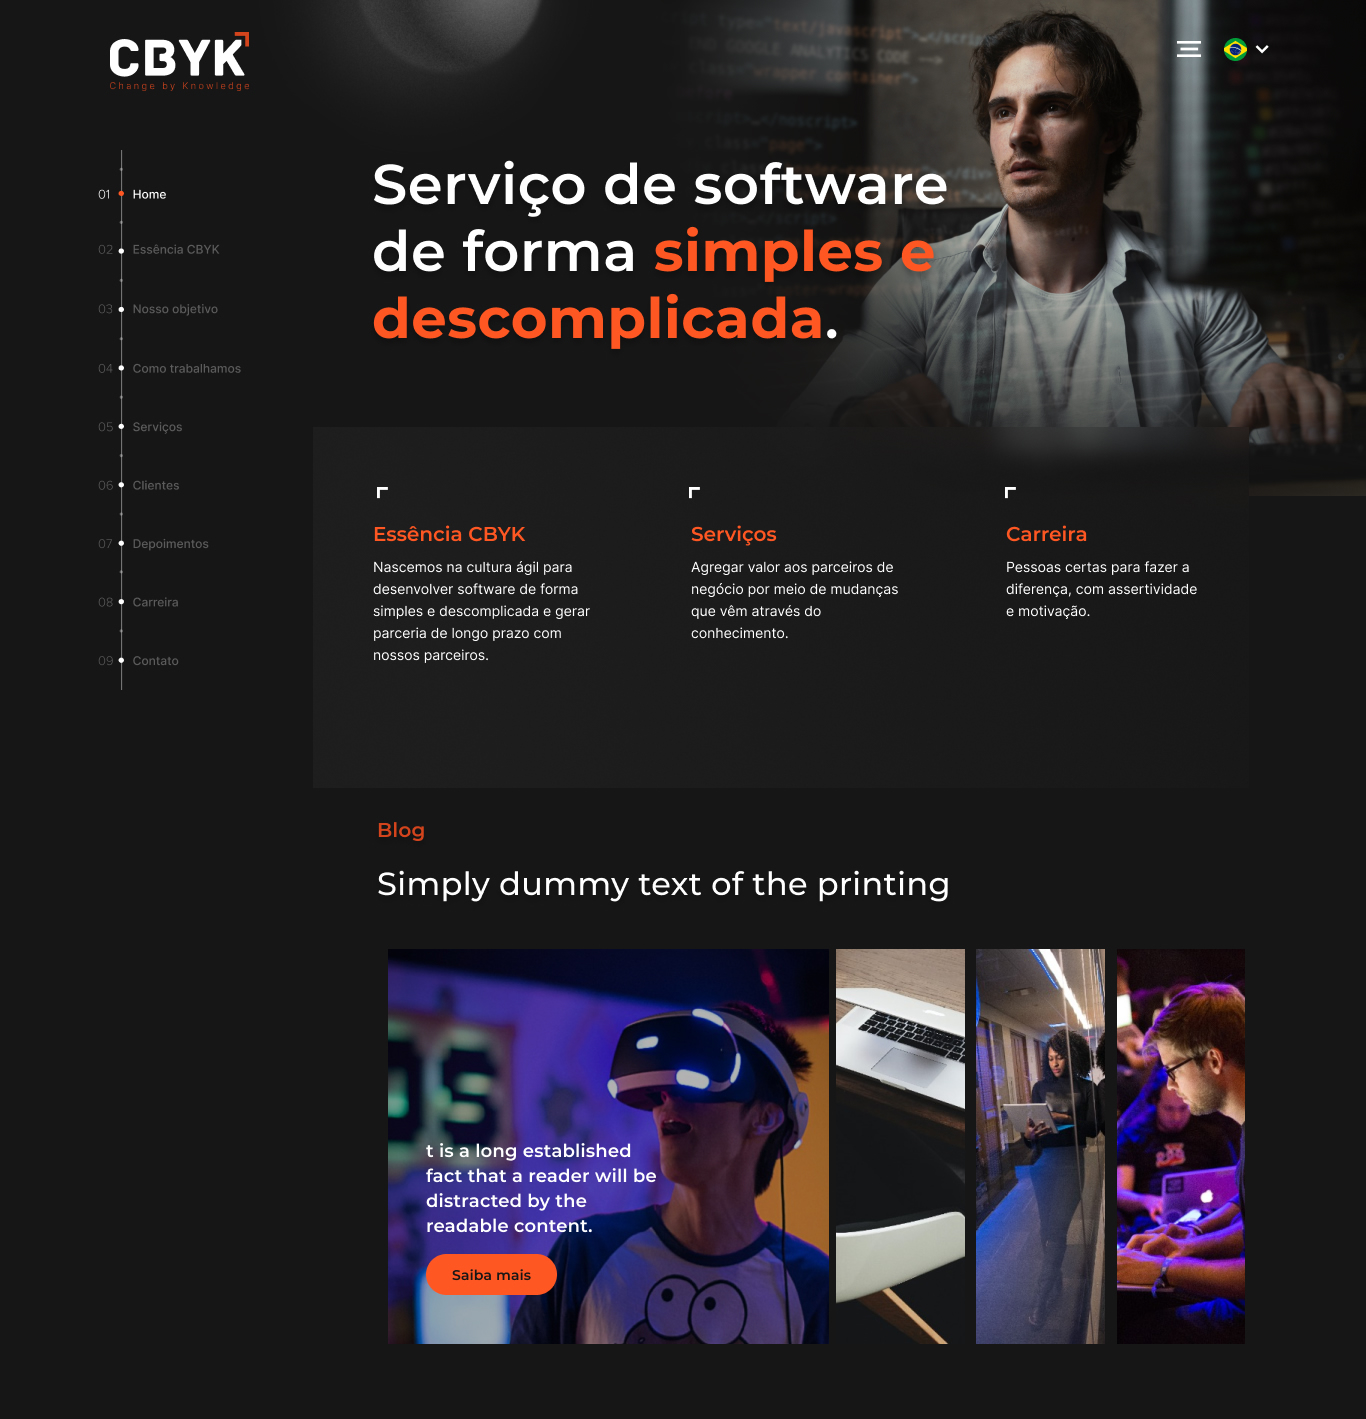 CBYK
Change by Knowledge
01 Home
02 Essência CBYK
03 Nosso objetivo
04 Como trabalhamos
05 Serviços
06 Clientes
07 Depoimentos
08 Carreira
09 Contato
Serviço de software
de forma simples e
descomplicada.
Essência CBYK
Nascemos na cultura ágil para
desenvolver software de forma
simples e descomplicada e gerar
parceria de longo prazo com
nossos parceiros.
Serviços
Agregar valor aos parceiros de
negócio por meio de mudanças
que vêm através do
conhecimento.
Carreira
Pessoas certas para fazer a
diferença, com assertividade
e motivação.
Blog
Simply dummy text of the printing
t is a long established
fact that a reader will be
distracted by the
readable content.
Saiba mais